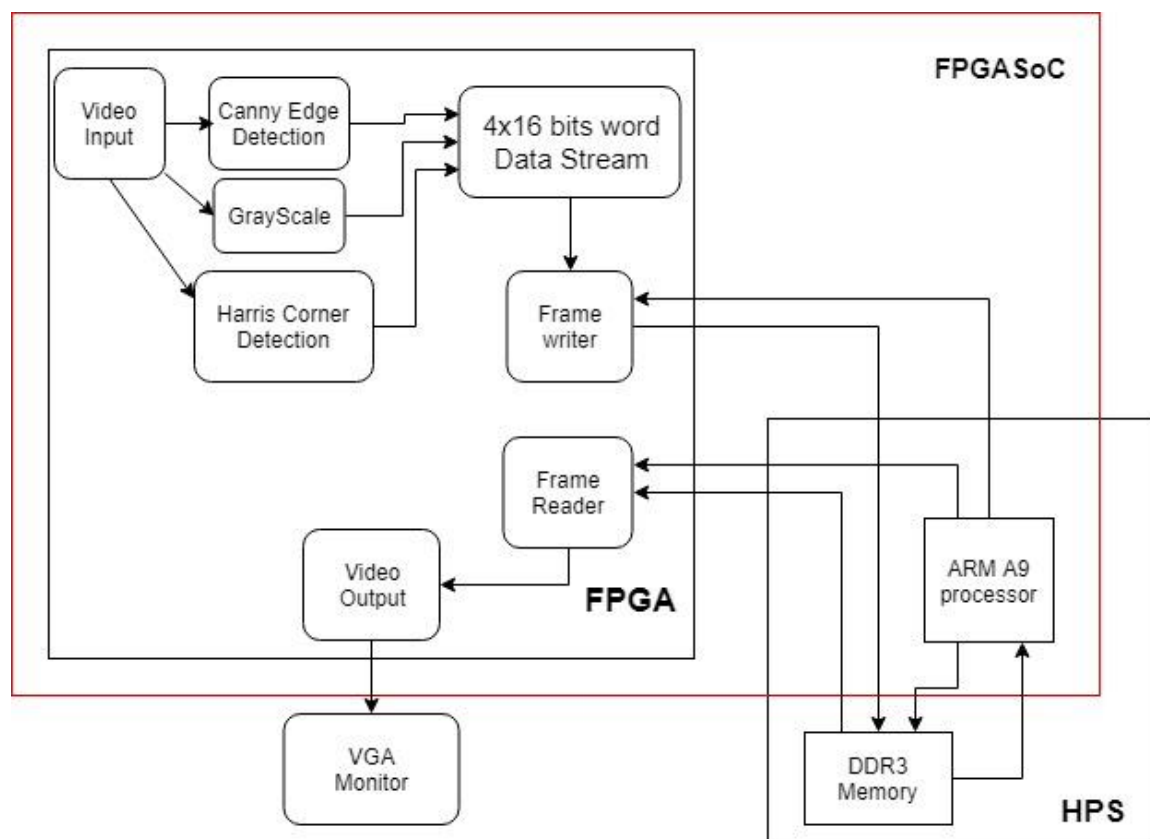 FPGASoC
Video
Input
Canny Edge
Detection
4x16 bits word
Data Stream
GrayScale
Harris Corner
Detection
Frame
writer
Frame
Reader
Video
Output
FPGA
ARM A9
processor
VGA
Monitor
DDR3
Memory
HPS